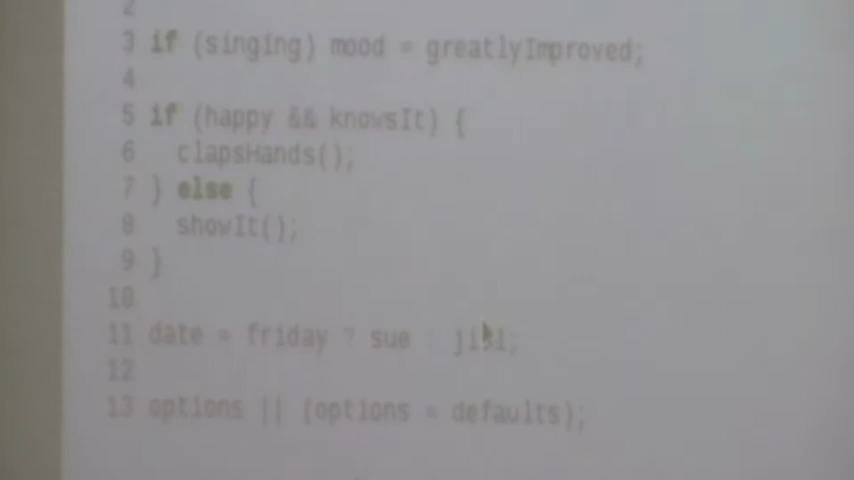 2
3 if (singing) mood = greatlyImproved;
4
5 if (happy && knowsIt) {
6 clapsHands();
7 } else {
8 showIt();
9 }
10
11 date = friday ? sue : jill;
12
13 options || (options = defaults);